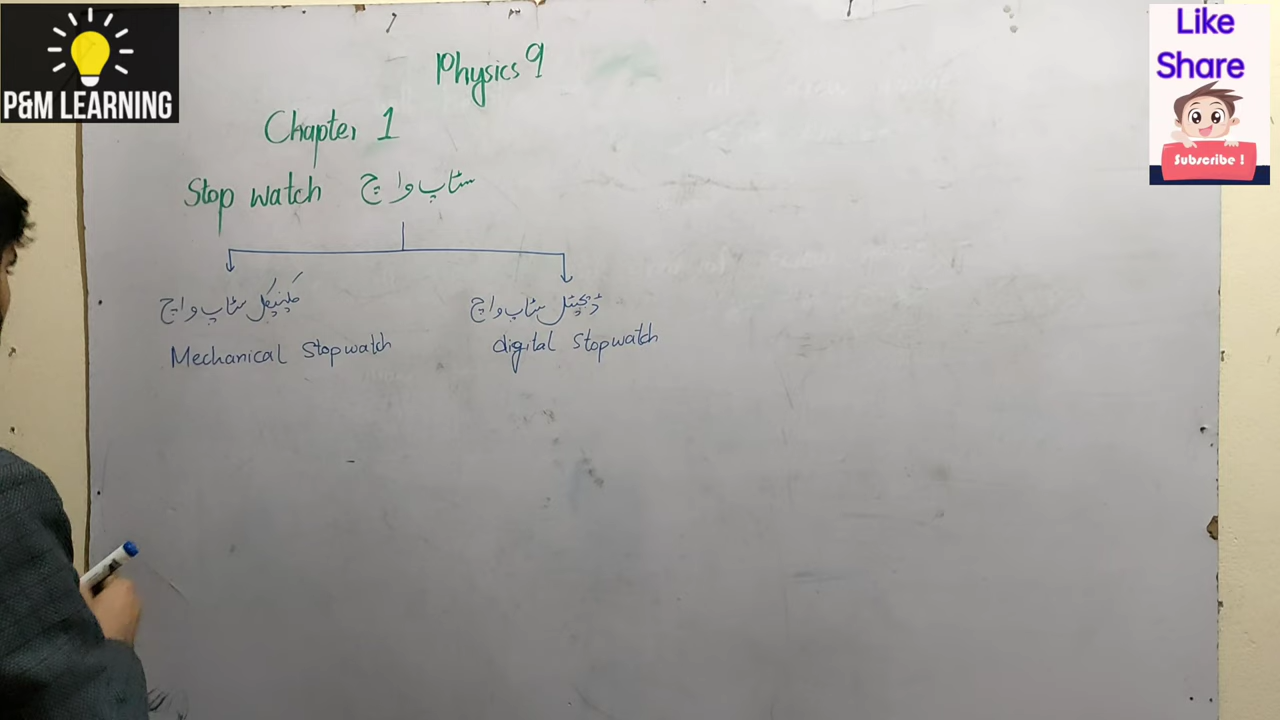 P&M LEARNING
Like
Share
Subscribe !
Physics 9
Chapter 1
Stop watch سٹاپ واچ
مکینیکل سٹاپ واچ
Mechanical Stopwatch
ڈیجیٹل سٹاپ واچ
digital Stopwatch